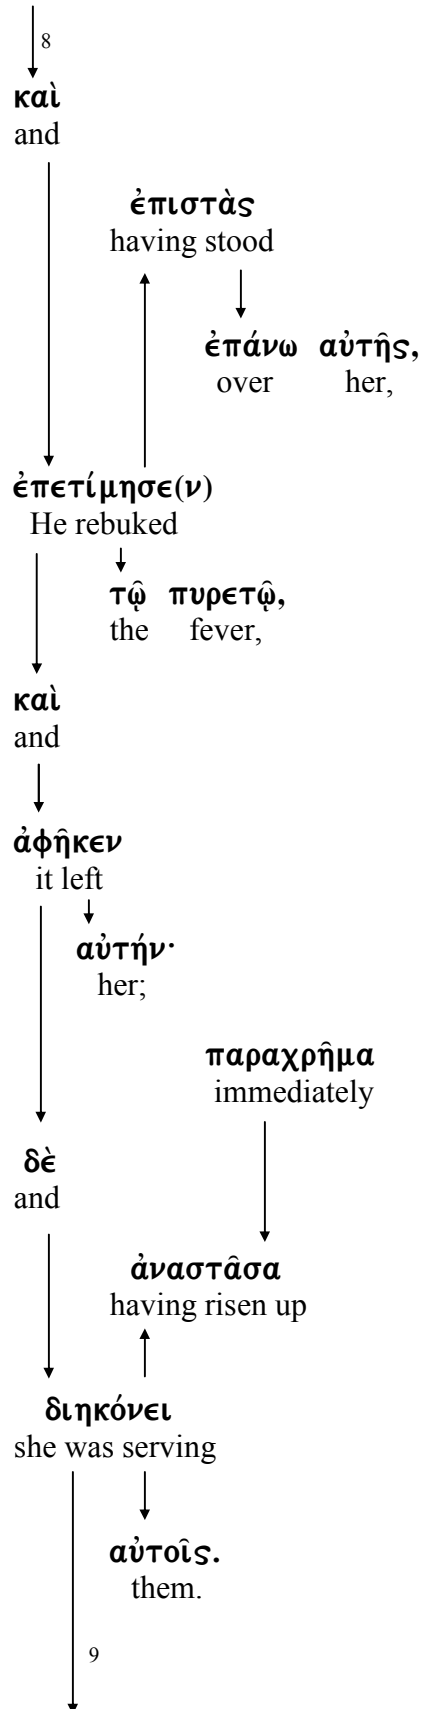 8
καὶ
and
ἐπιστὰς
having stood
ἐπάνω αὐτῆς,
over her,
ἐπετίμησε(ν)
He rebuked
τῷ πυρετῷ,
the fever,
καὶ
and
ἀφῆκεν
it left
αὐτήν·
her;
παραχρῆμα
immediately
δὲ
and
ἀναστᾶσα
having risen up
διηκόνει
she was serving
αὐτοῖς.
them.
9